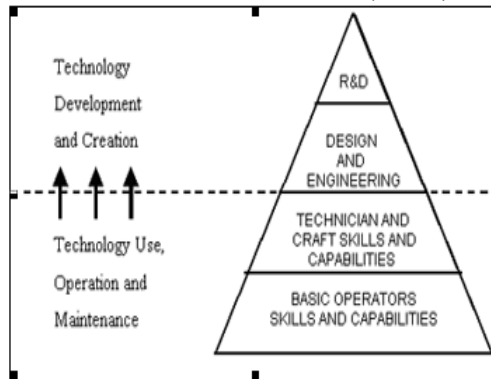 Technology
Development
and Creation
Technology Use,
Operation and
Maintenance
R&D
DESIGN
AND
ENGINEERING
TECHNICIAN AND
CRAFT SKILLS AND
CAPABILITIES
BASIC OPERATORS
SKILLS AND CAPABILITIES